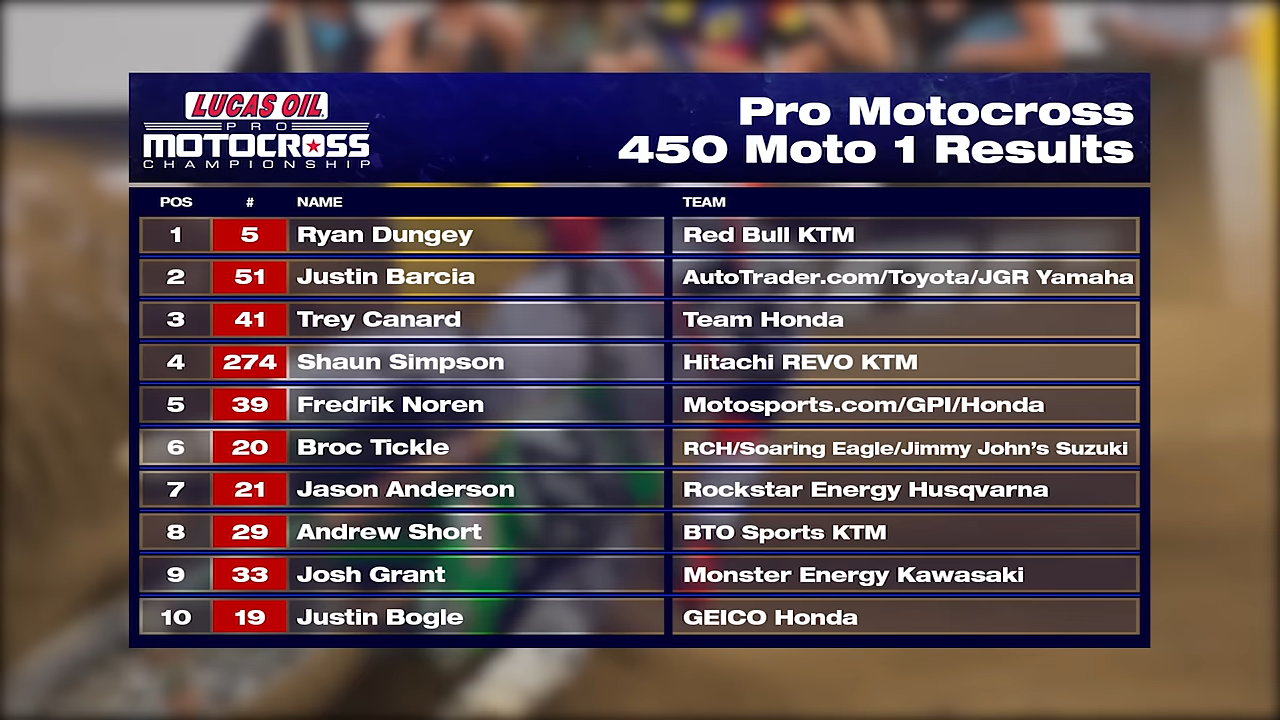 LUCAS OIL
PRO
MOTOCROSS
CHAMPIONSHIP
Pro Motocross
450 Moto 1 Results
POS # NAME TEAM
1 5 Ryan Dungey Red Bull KTM
2 51 Justin Barcia AutoTrader.com/Toyota/JGR Yamaha
3 41 Trey Canard Team Honda
4 274 Shaun Simpson Hitachi REVO KTM
5 39 Fredrik Noren Motosports.com/GPI/Honda
6 20 Broc Tickle RCH/Soaring Eagle/Jimmy John’s Suzuki
7 21 Jason Anderson Rockstar Energy Husqvarna
8 29 Andrew Short BTO Sports KTM
9 33 Josh Grant Monster Energy Kawasaki
10 19 Justin Bogle GEICO Honda